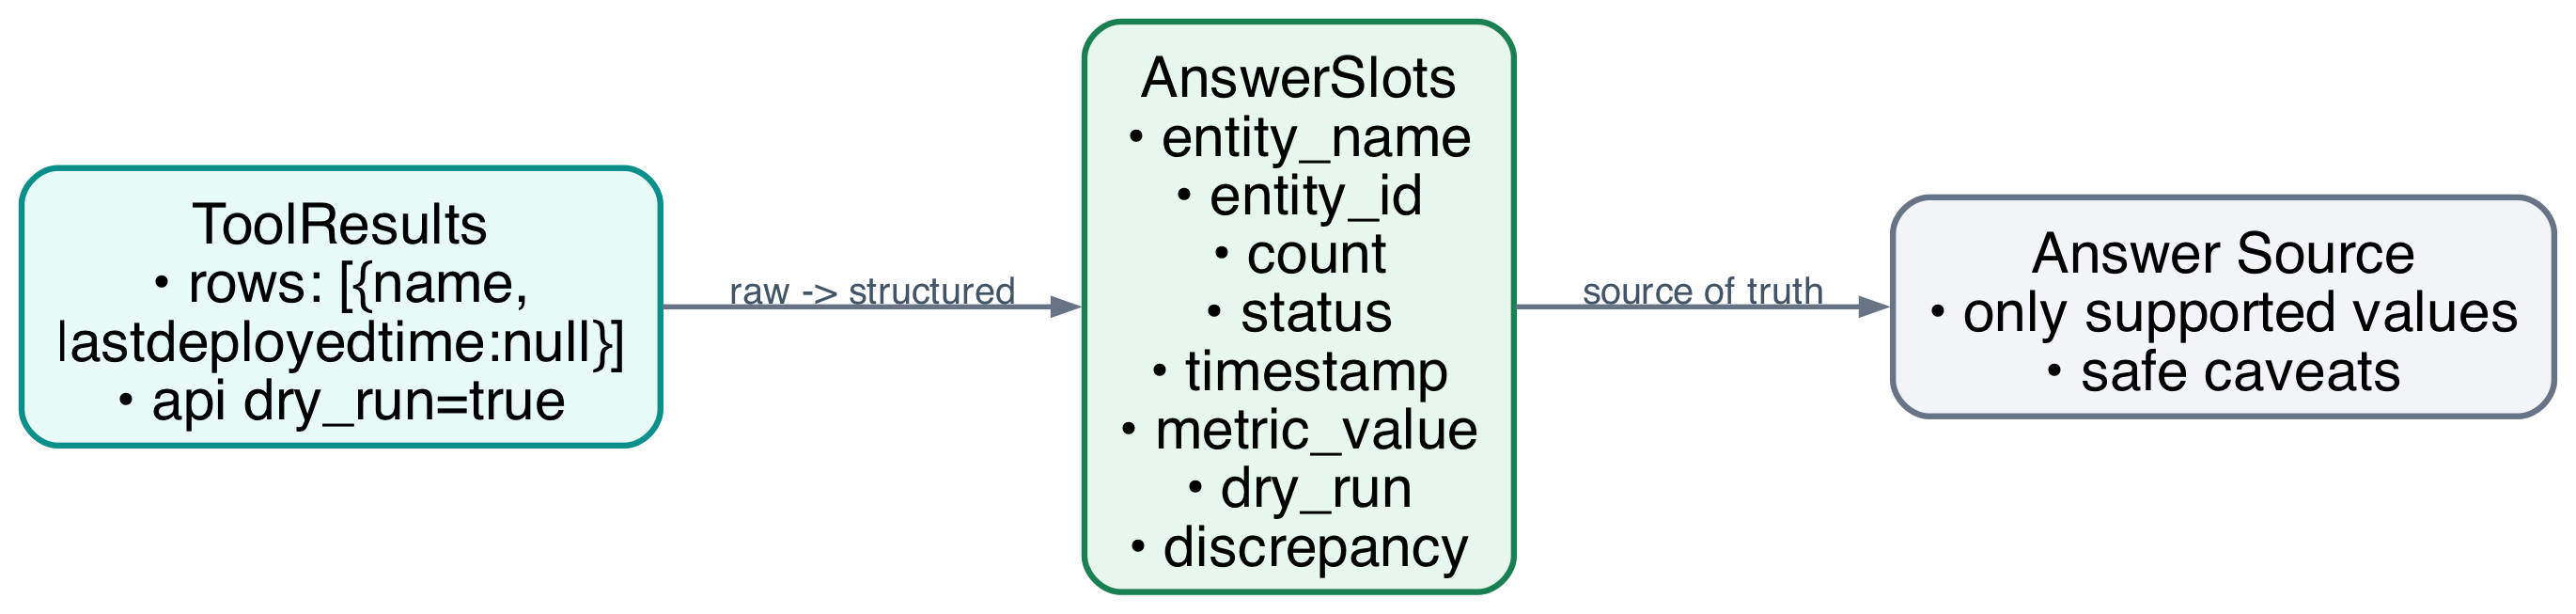 ToolResults
• rows: [{name,
lastdeployedtime:null}]
• api dry_run=true
raw -> structured
AnswerSlots
• entity_name
• entity_id
• count
• status
• timestamp
• metric_value
• dry_run
• discrepancy
source of truth
Answer Source
• only supported values
• safe caveats